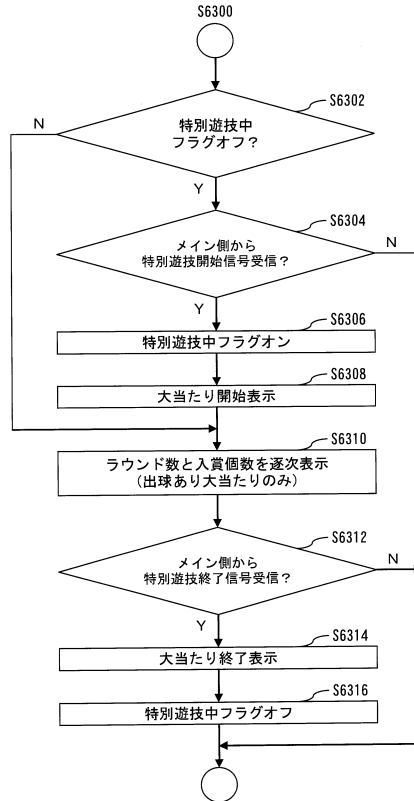 S6300
S6302
特別遊技中
フラグオフ？
N
Y
S6304
メイン側から
特別遊技開始信号受信？
N
Y
S6306
特別遊技中フラグオン
S6308
大当たり開始表示
S6310
ラウンド数と入賞個数を逐次表示
(出球あり大当たりのみ)
S6312
メイン側から
特別遊技終了信号受信？
N
Y
S6314
大当たり終了表示
S6316
特別遊技中フラグオフ